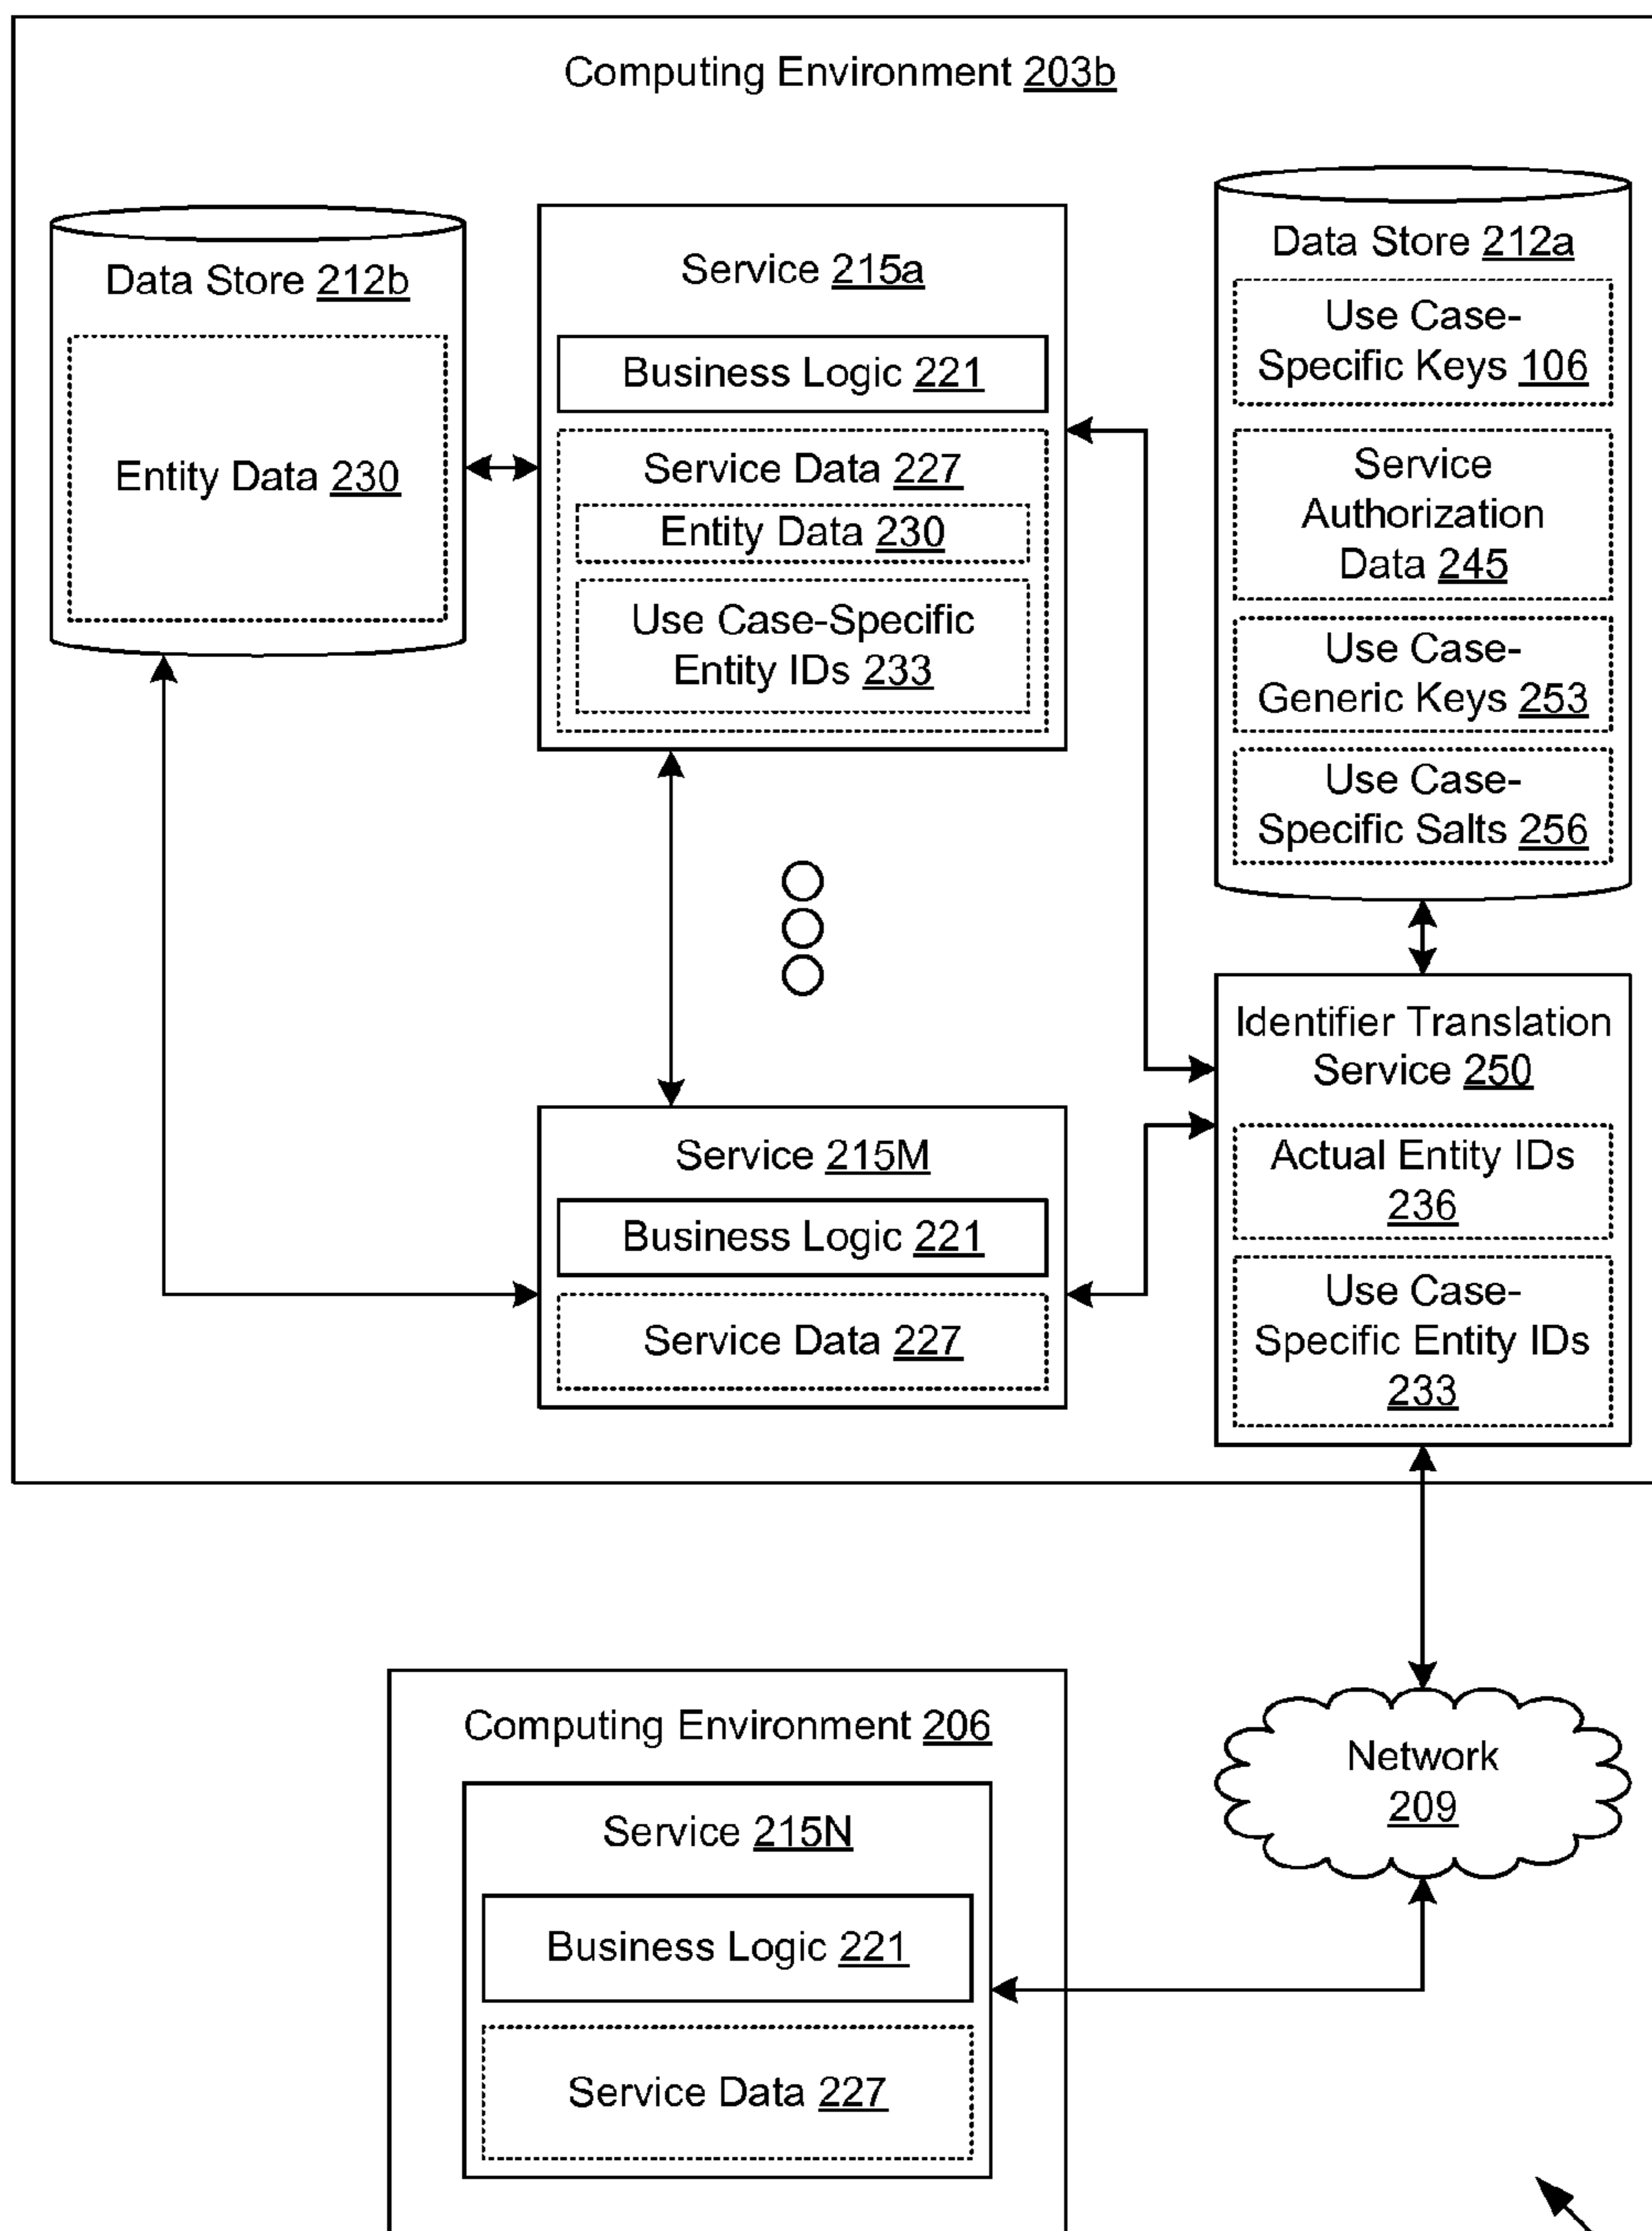 Computing Environment 203b
Data Store 212b
Entity Data 230
Service 215a
Business Logic 221
Service Data 227
Entity Data 230
Use Case-Specific
Entity IDs 233
Data Store 212a
Use Case-
Specific Keys 106
Service
Authorization
Data 245
Use Case-
Generic Keys 253
Use Case-
Specific Salts 256
Service 215M
Business Logic 221
Service Data 227
Identifier Translation
Service 250
Actual Entity IDs
236
Use Case-
Specific Entity IDs
233
Computing Environment 206
Service 215N
Business Logic 221
Service Data 227
Network
209